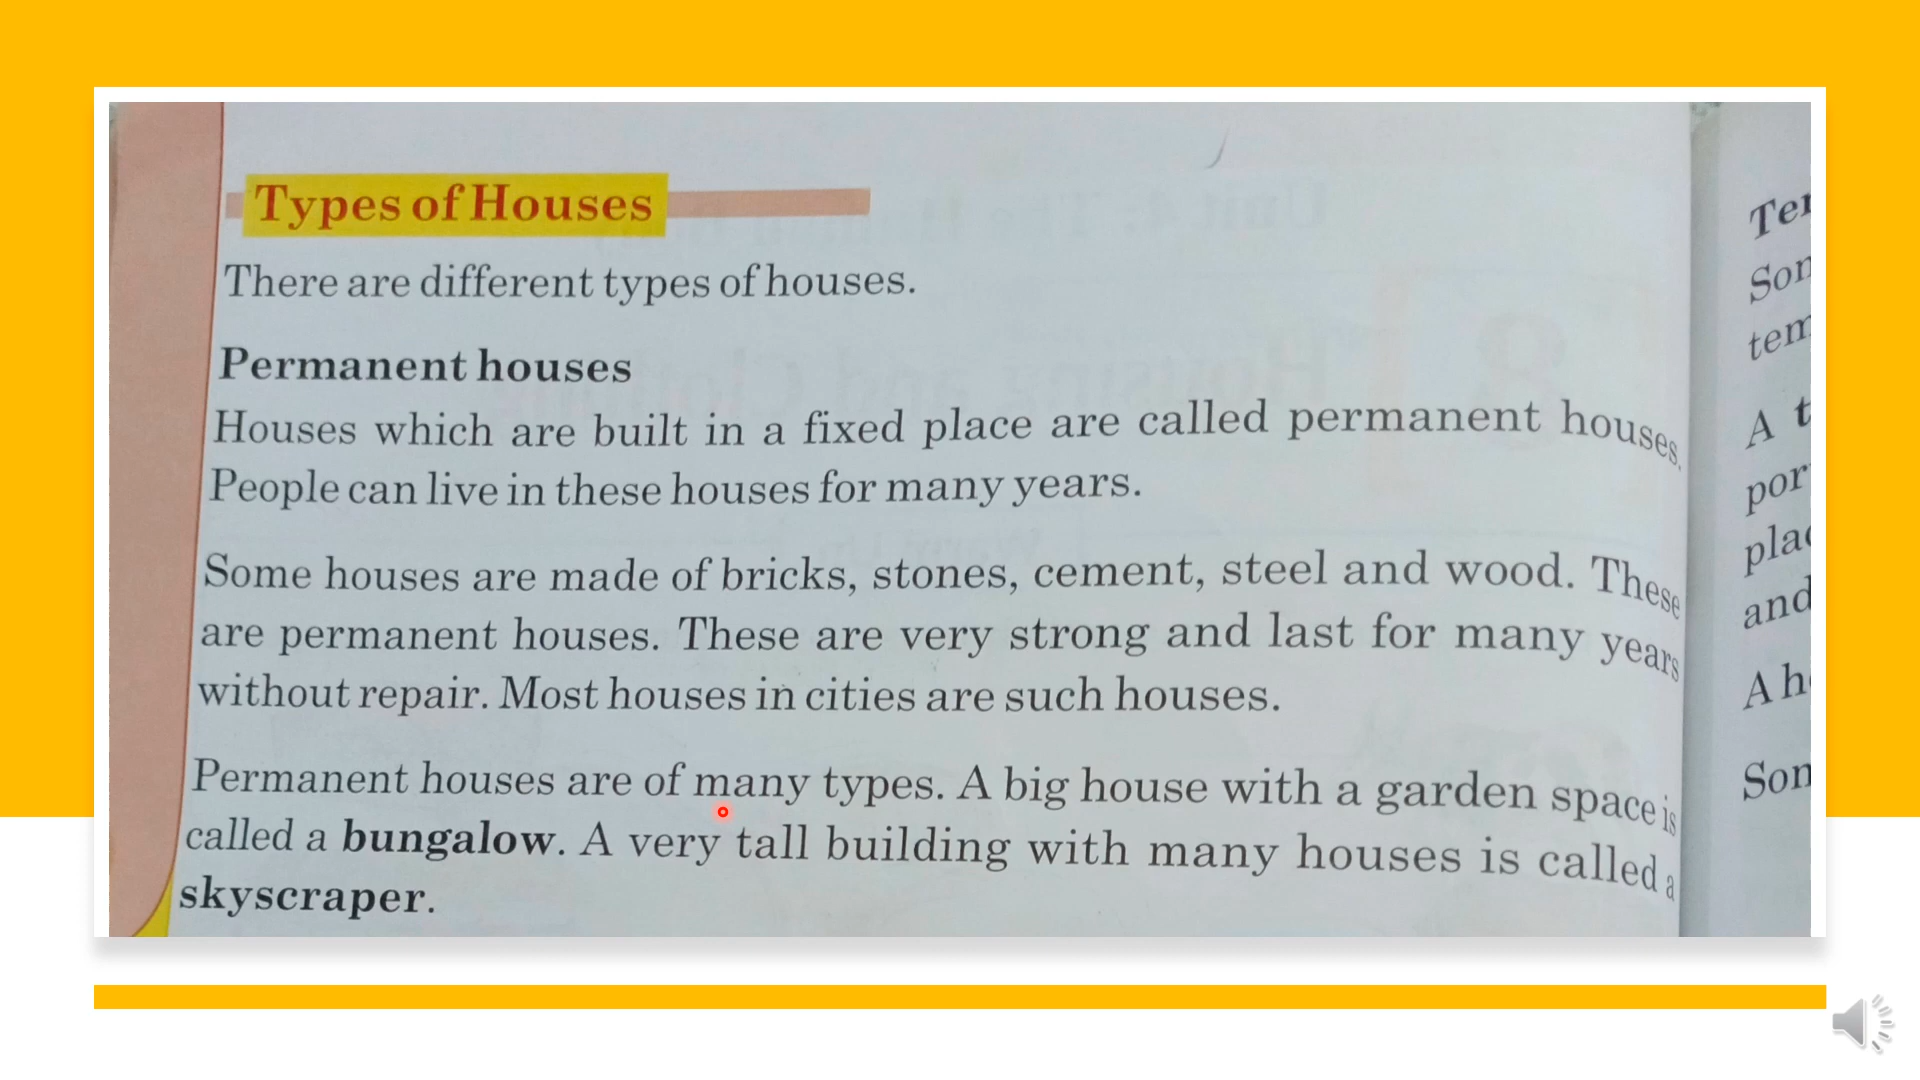 Types of Houses
There are different types of houses.
Permanent houses
Houses which are built in a fixed place are called permanent houses.
People can live in these houses for many years.
Some houses are made of bricks, stones, cement, steel and wood. These
are permanent houses. These are very strong and last for many years
without repair. Most houses in cities are such houses.
Permanent houses are of many types. A big house with a garden space is
called a bungalow. A very tall building with many houses is called a
skyscraper.
A
and
A